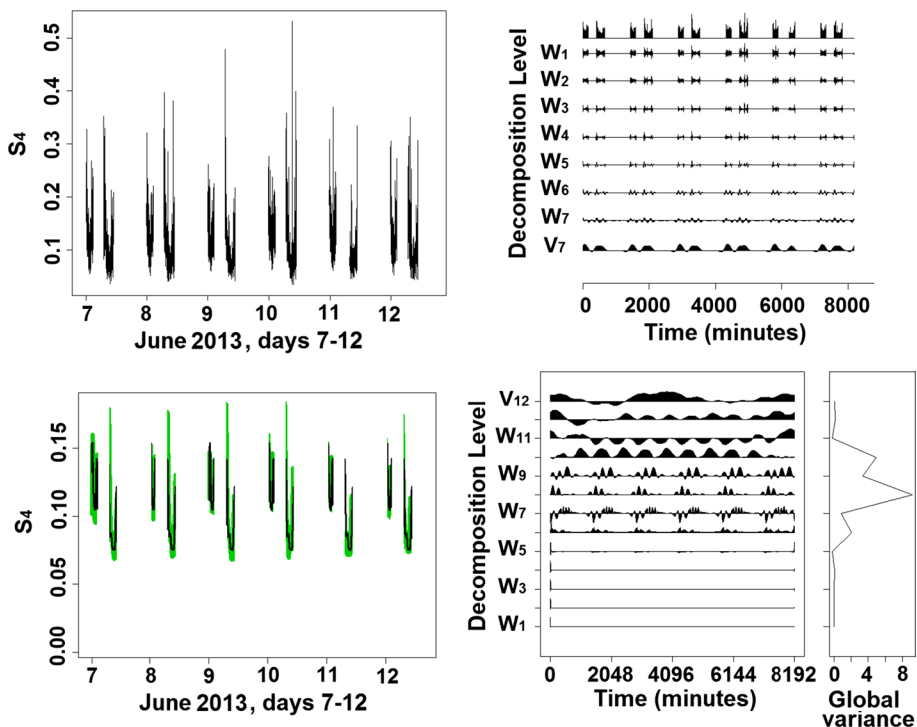 S4
0.5
0.4
0.3
0.2
0.1
7 8 9 10 11 12
June 2013, days 7-12
Decomposition Level
W1
W2
W3
W4
W5
W6
W7
V7
0 2000 4000 6000 8000
Time (minutes)
S4
0.15
0.10
0.05
0.00
7 8 9 10 11 12
June 2013, days 7-12
Decomposition Level
V12
W11
W9
W7
W5
W3
W1
0 2048 4096 6144 8192
Time (minutes)
0 4 8
Global
variance